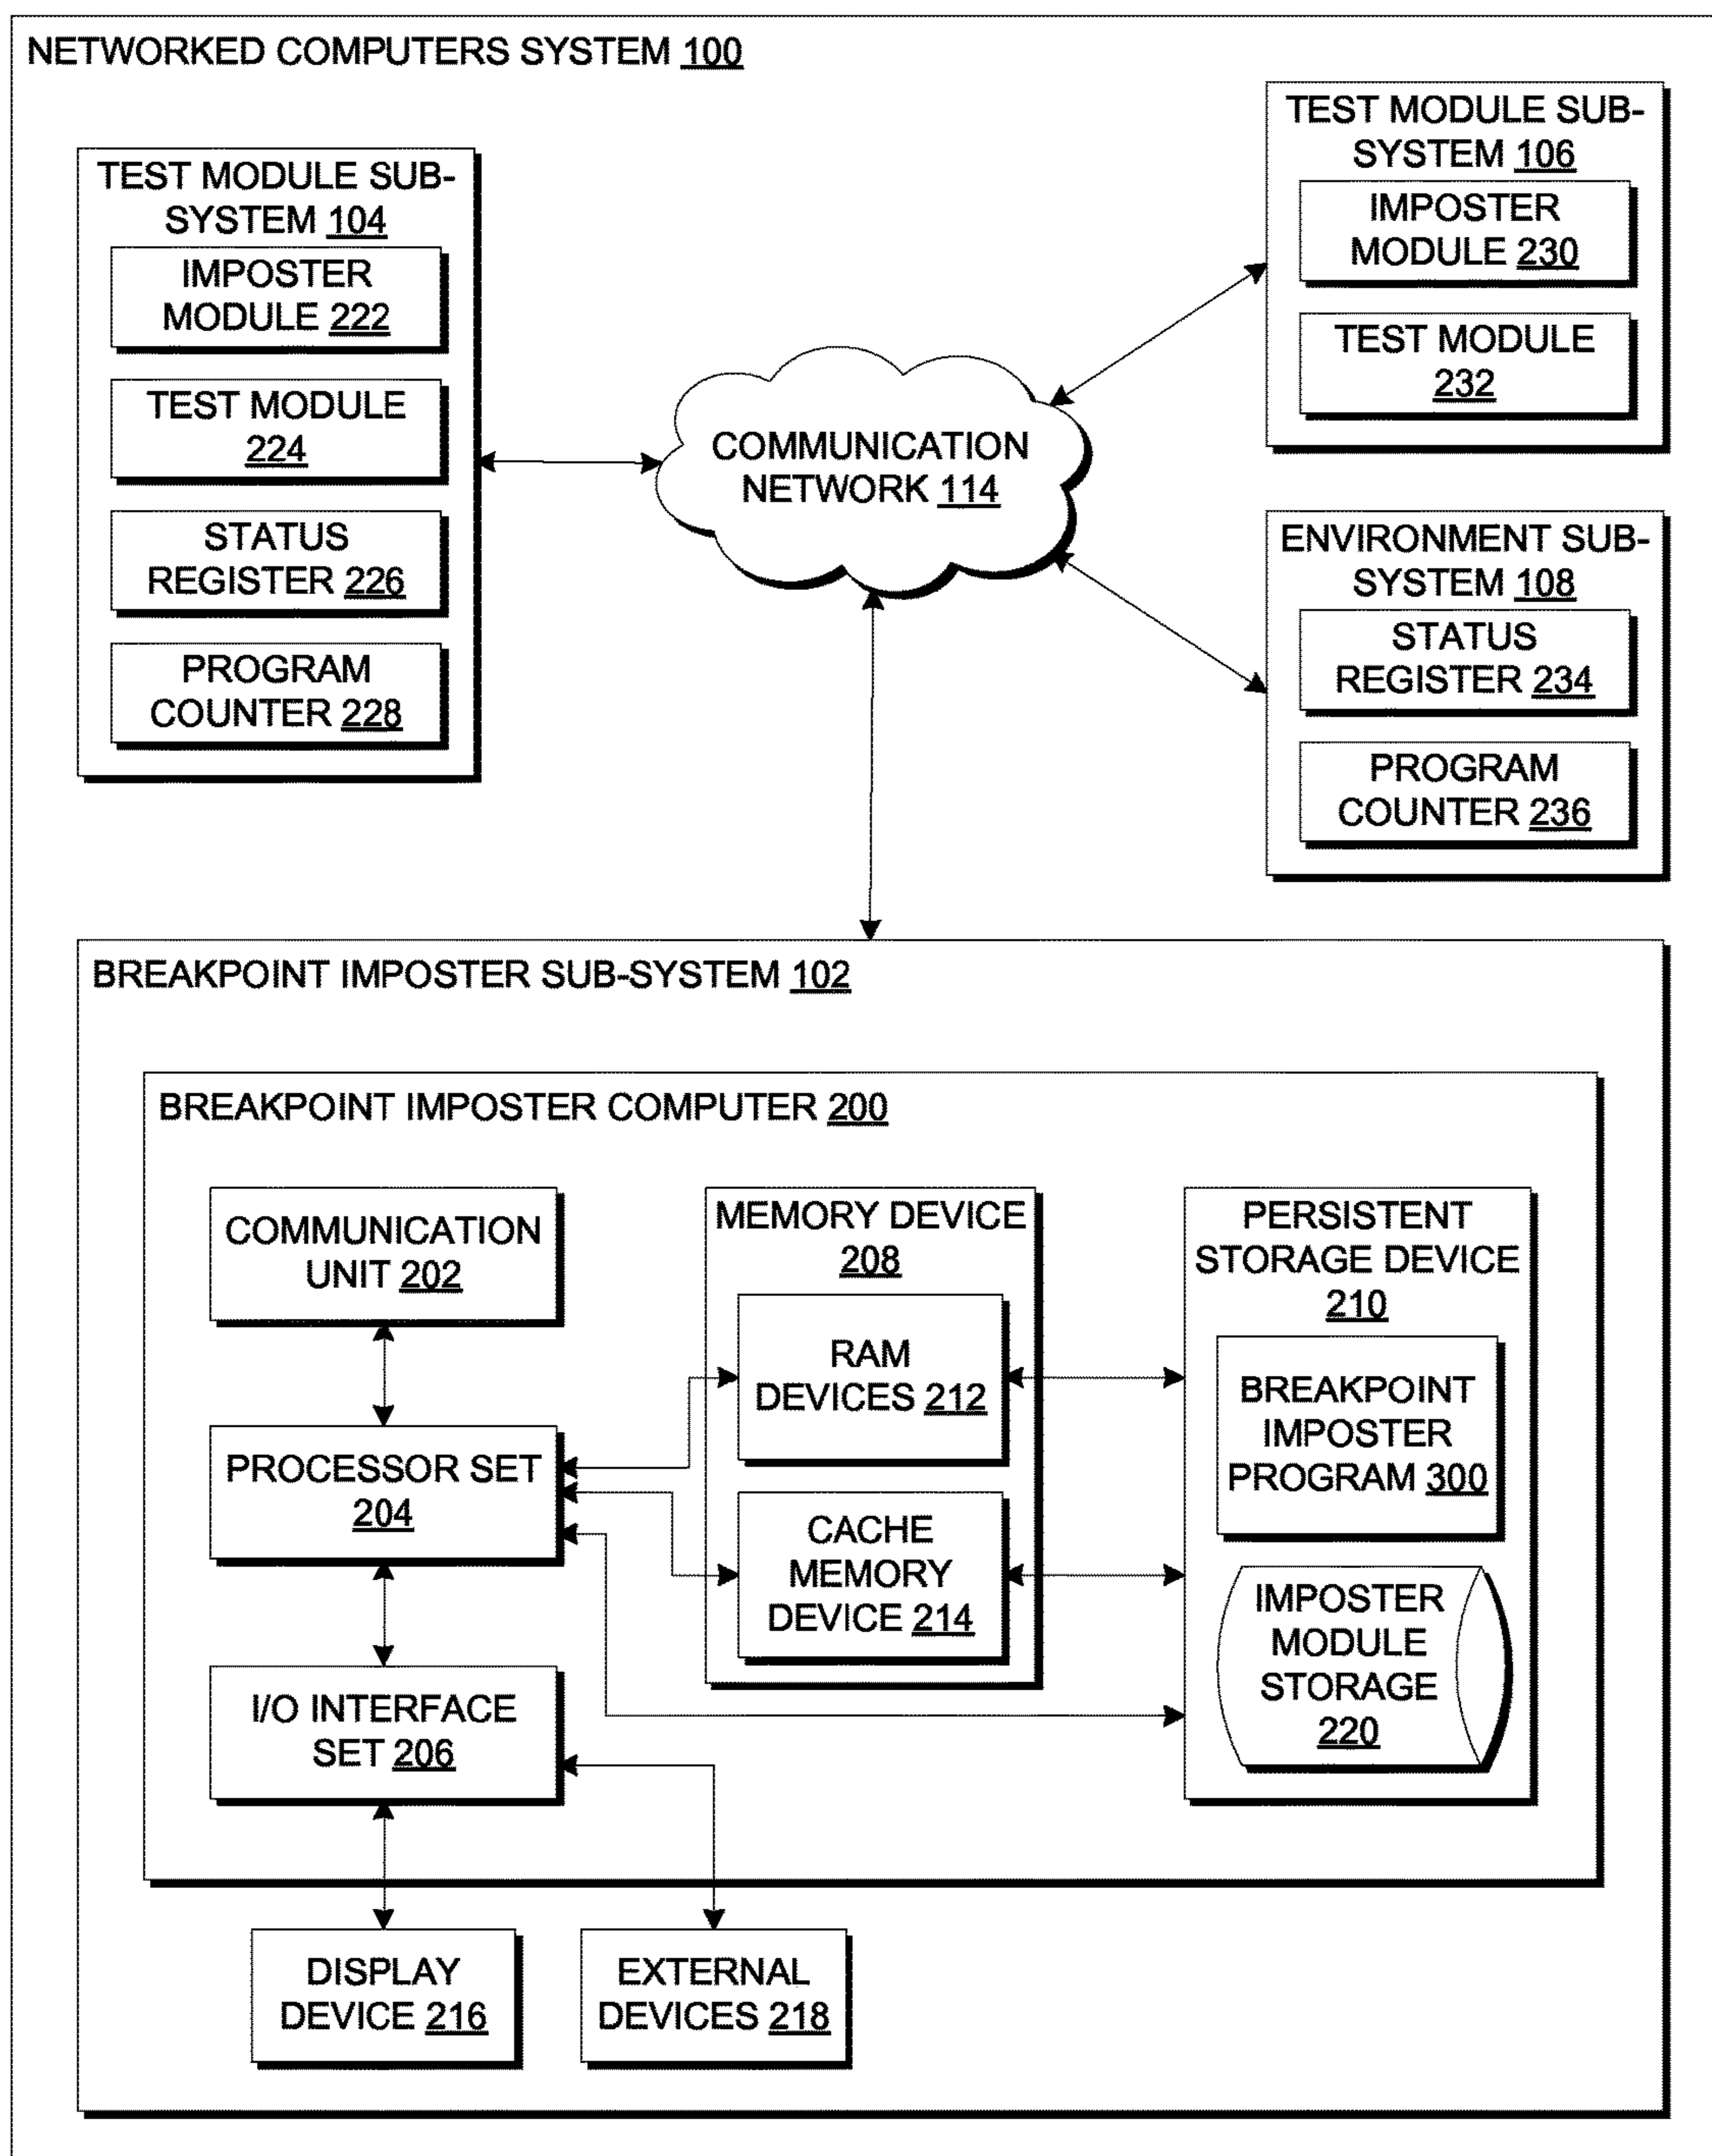 NETWORKED COMPUTERS SYSTEM 100
TEST MODULE SUB-
SYSTEM 104
IMPOSTER
MODULE 222
TEST MODULE
224
STATUS
REGISTER 226
PROGRAM
COUNTER 228
COMMUNICATION
NETWORK 114
TEST MODULE SUB-
SYSTEM 106
IMPOSTER
MODULE 230
TEST MODULE
232
ENVIRONMENT SUB-
SYSTEM 108
STATUS
REGISTER 234
PROGRAM
COUNTER 236
BREAKPOINT IMPOSTER SUB-SYSTEM 102
BREAKPOINT IMPOSTER COMPUTER 200
COMMUNICATION
UNIT 202
PROCESSOR SET
204
I/O INTERFACE
SET 206
MEMORY DEVICE
208
RAM
DEVICES 212
CACHE
MEMORY
DEVICE 214
PERSISTENT
STORAGE DEVICE
210
BREAKPOINT
IMPOSTER
PROGRAM 300
IMPOSTER
MODULE
STORAGE
220
DISPLAY
DEVICE 216
EXTERNAL
DEVICES 218